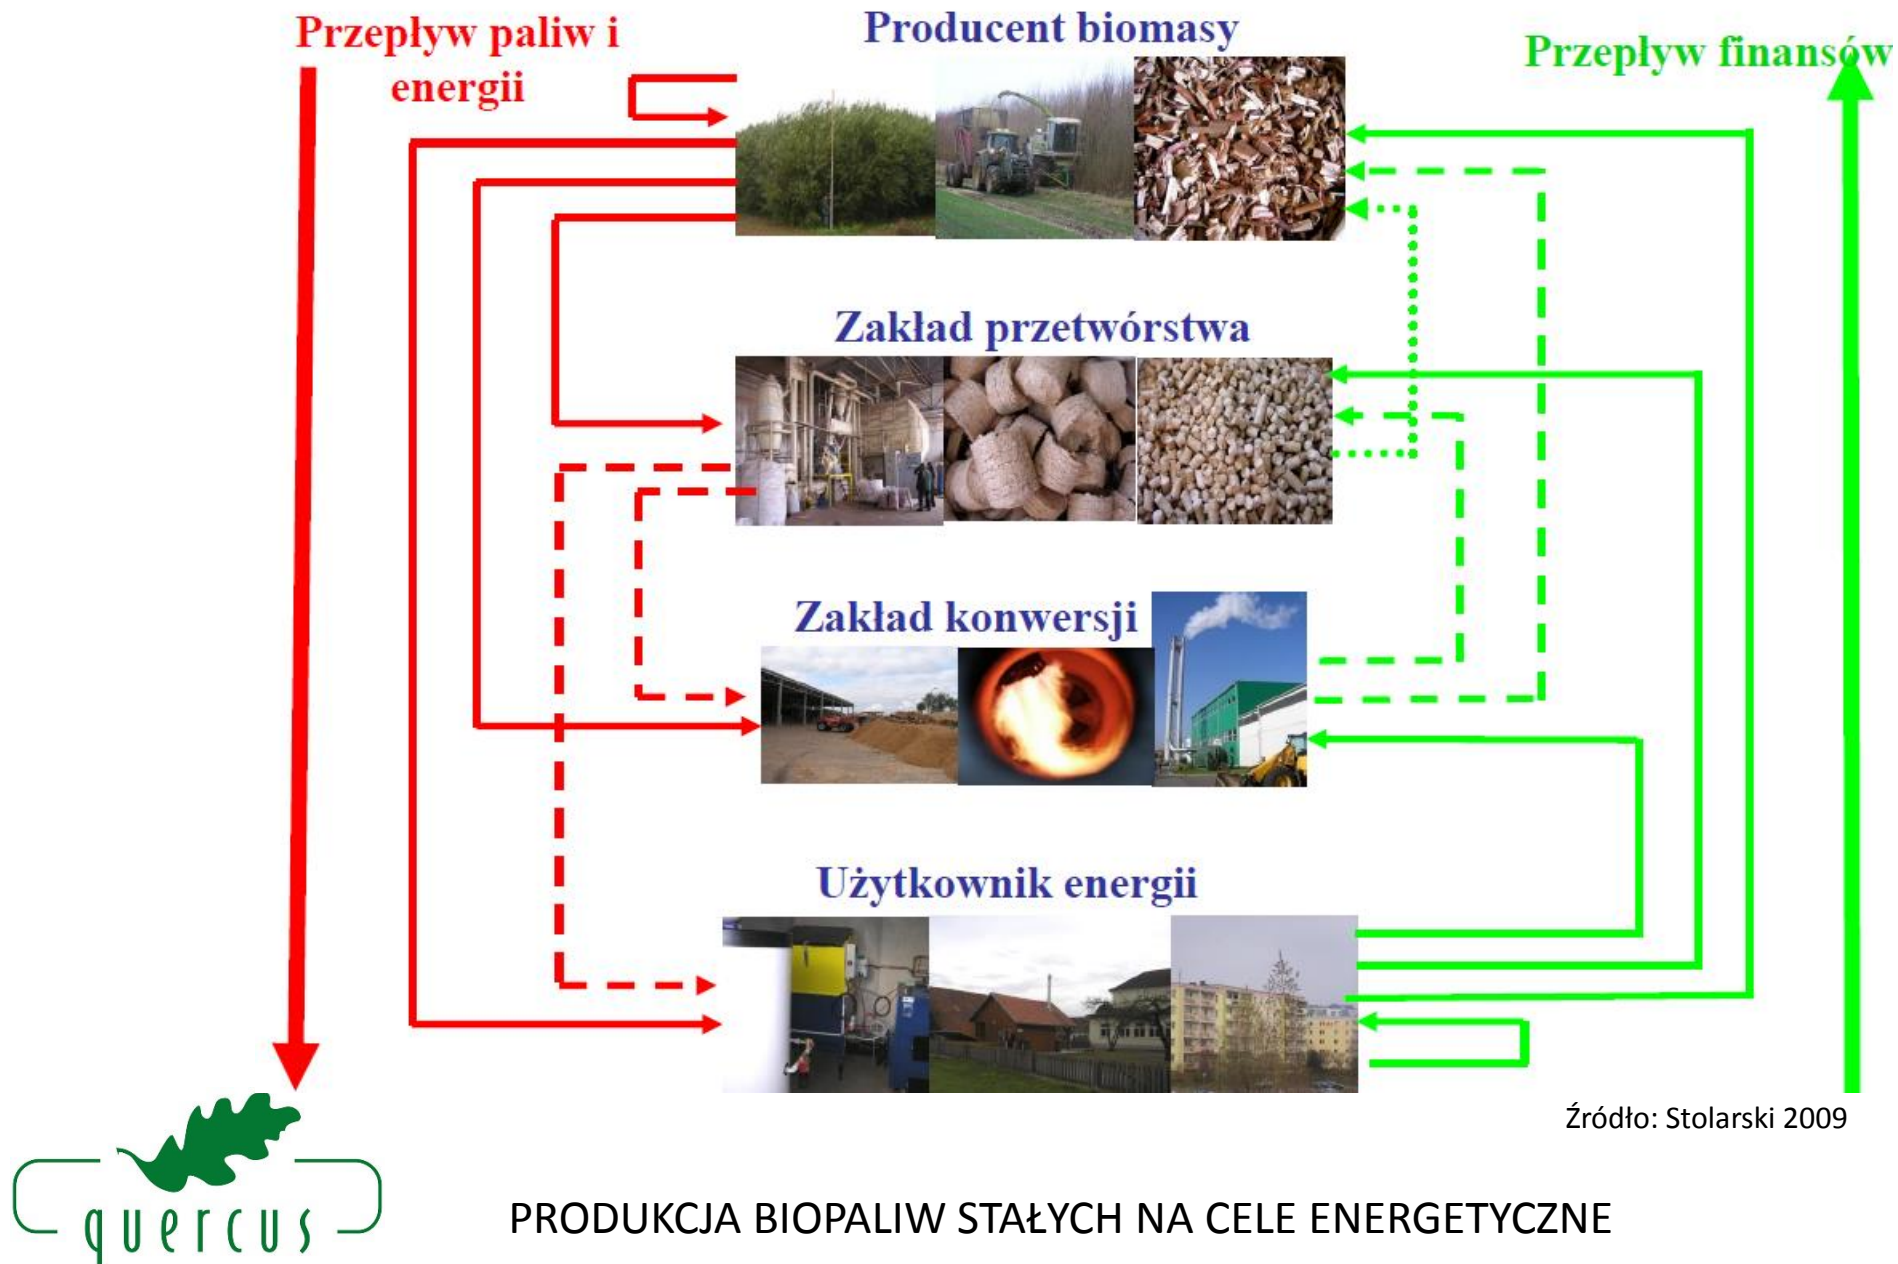 Przepływ paliw i
energii
Producent biomasy
Przepływ finansów
Zakład przetwórstwa
Zakład konwersji
Użytkownik energii
Źródło: Stolarski 2009
quercus
PRODUKCJA BIOPALIW STAŁYCH NA CELE ENERGETYCZNE